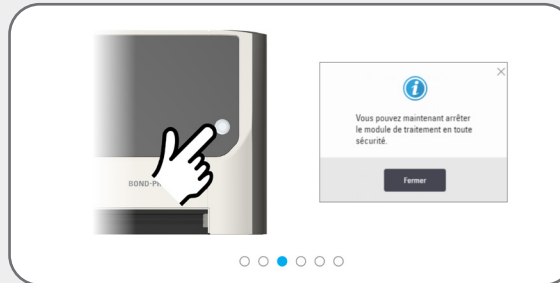 BOND-PR
Vous pouvez maintenant arrêter
le module de traitement en toute
sécurité.
Fermer